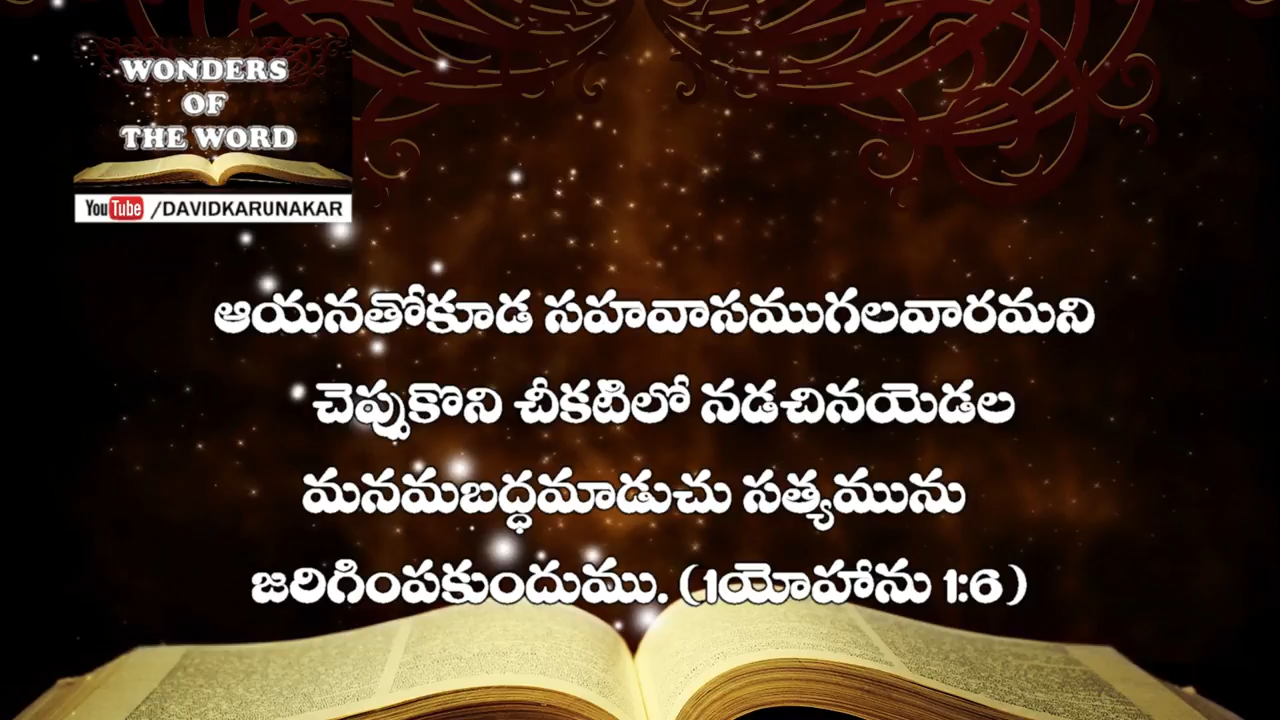 WONDERS
OF
THE WORD
YouTube /DAVIDKARUNAKAR
ఆయనతోకూడ సహవాసముగలవారమని
చెప్పుకొని చీకటిలో నడచినయెడల
మనమబద్ధమాడుచు సత్యమును
జరిగింపకుందుము. (1యోహాను 1:6)